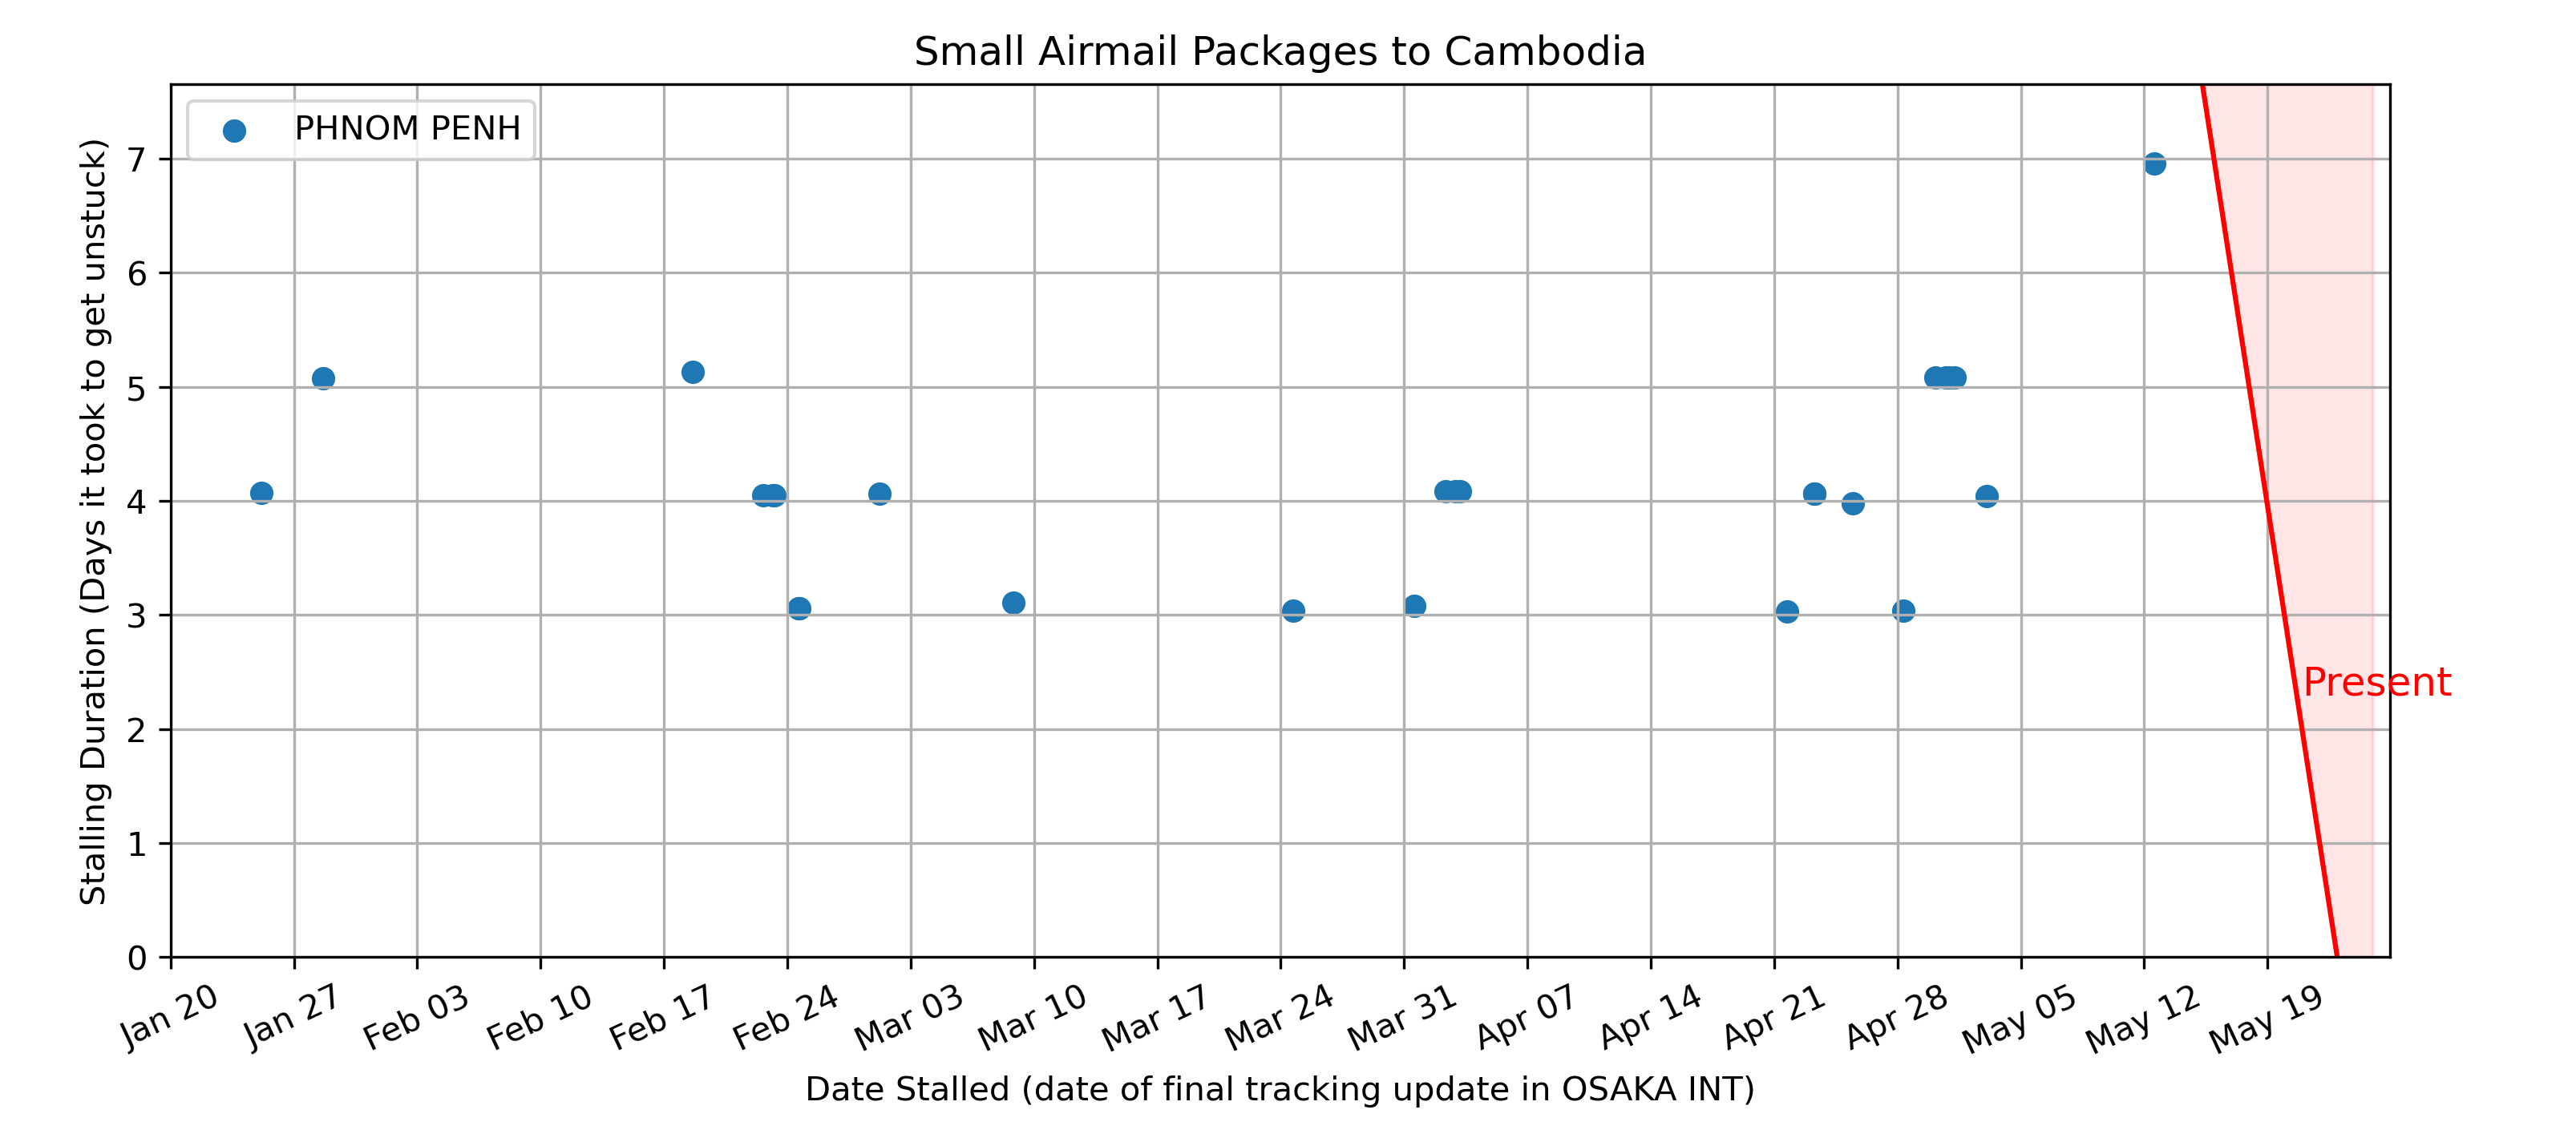 Small Airmail Packages to Cambodia
PHNOM PENH
Stalling Duration (Days it took to get unstuck)
7
6
5
4
3
2
1
0
Present
Jan 20
Jan 27
Feb 03
Feb 10
Feb 17
Feb 24
Mar 03
Mar 10
Mar 17
Mar 24
Mar 31
Apr 07
Apr 14
Apr 21
Apr 28
May 05
May 12
May 19
Date Stalled (date of final tracking update in OSAKA INT)